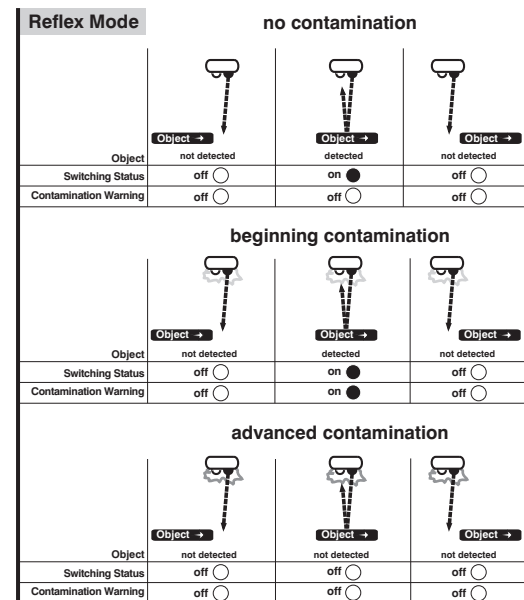 Reflex Mode
no contamination
Object → Object → Object →
Object not detected detected not detected
Switching Status off on off
Contamination Warning off off off
beginning contamination
Object → Object → Object →
Object not detected detected not detected
Switching Status off on off
Contamination Warning off on off
advanced contamination
Object → Object → Object →
Object not detected not detected not detected
Switching Status off off off
Contamination Warning off off off